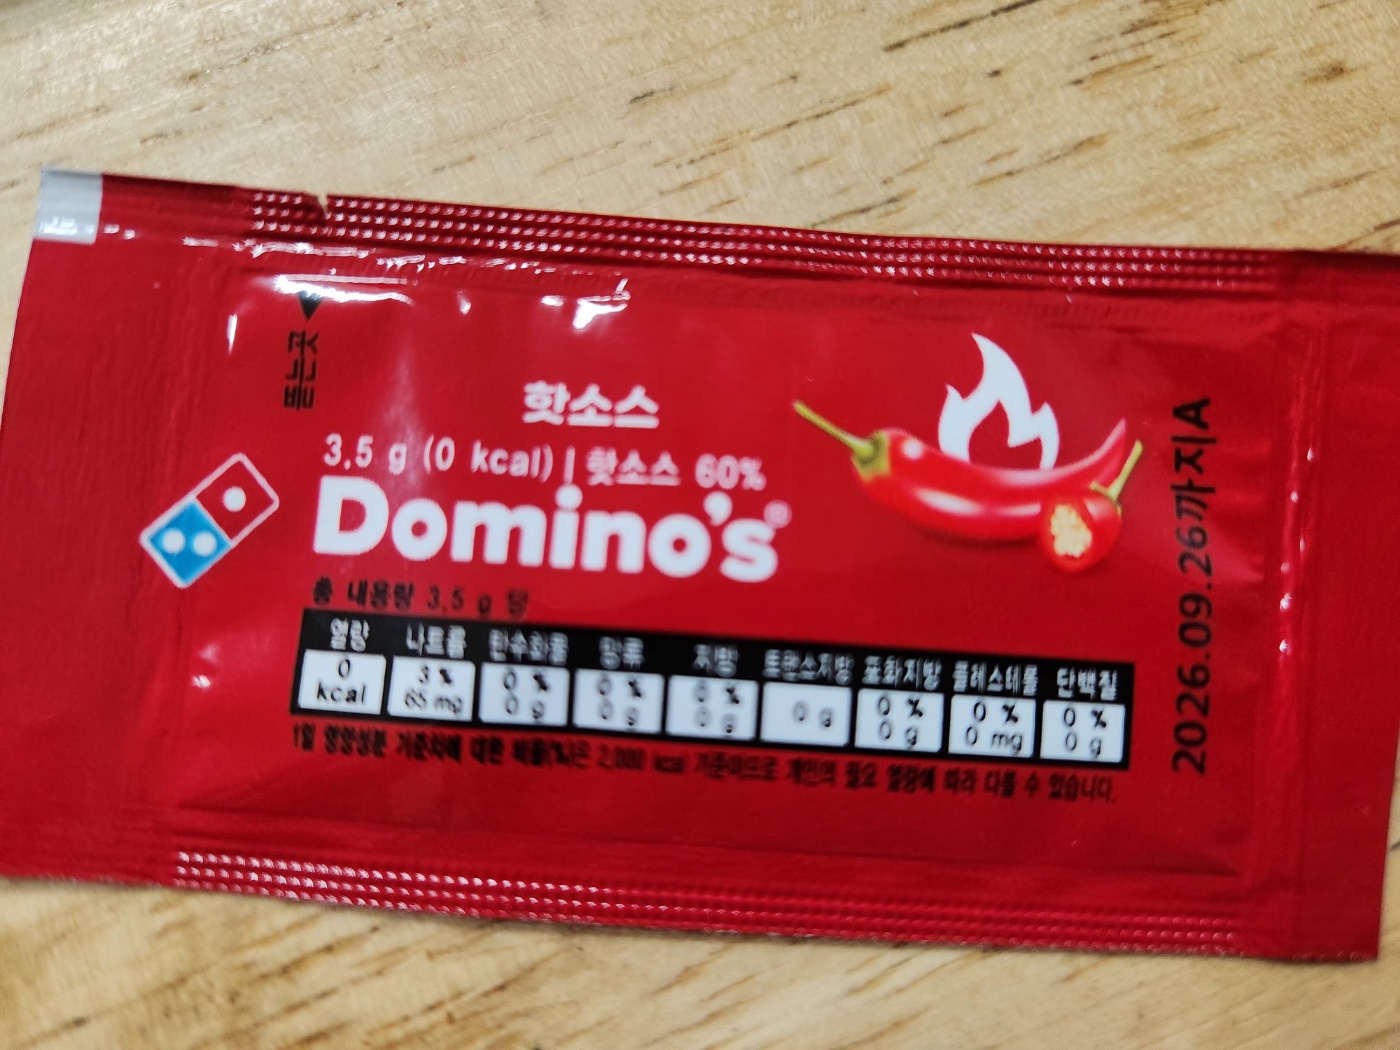 뜯는곳
핫소스
3.5 g (0 kcal) | 핫소스 60%
Domino's
총 내용량 3.5 g 당
열량 나트륨 탄수화물 당류 지방 트랜스지방 포화지방 콜레스테롤 단백질
0 3 % 0 % 0 % 0 % 0 g 0 % 0 % 0 %
kcal 65 mg 0 g 0 g 0 g 0 g 0 mg 0 g
1일 영양성분 기준치에 대한 비율(%)은 2,000 kcal 기준이므로 개인의 필요 열량에 따라 다를 수 있습니다.
2026.09.26까지A